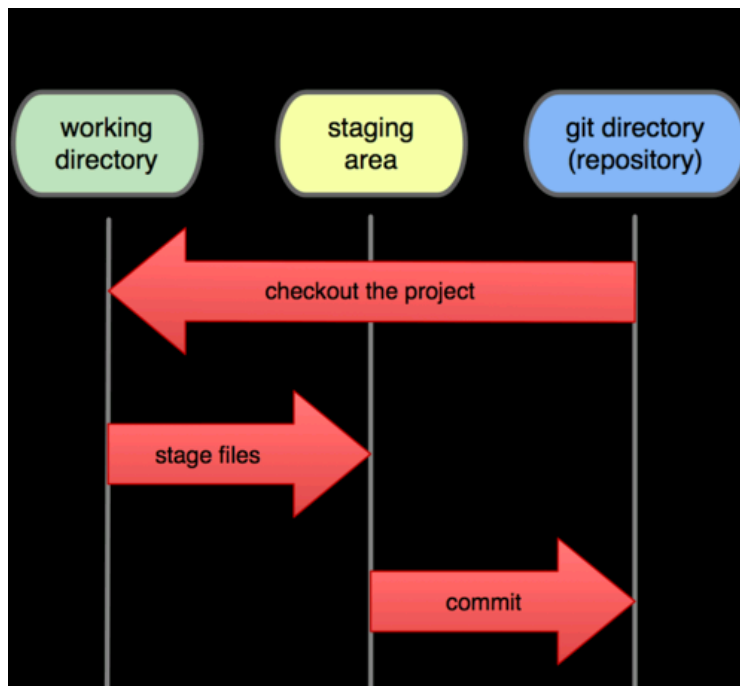 working
directory
staging
area
git directory
(repository)
checkout the project
stage files
commit